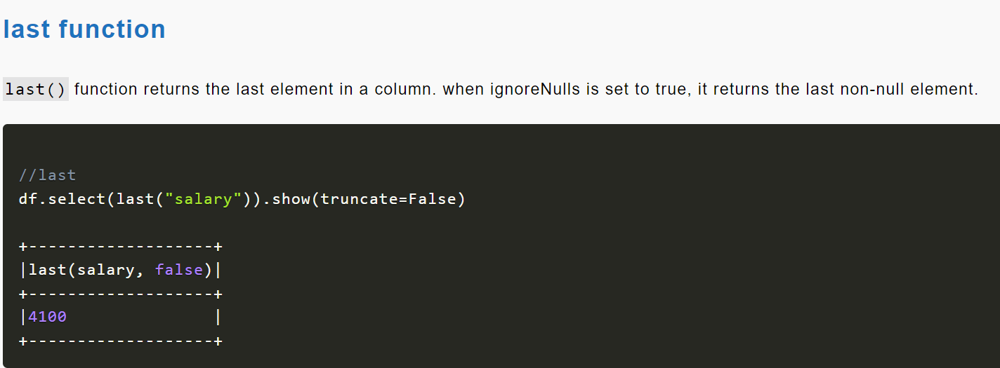 last function
last() function returns the last element in a column. when ignoreNulls is set to true, it returns the last non-null element.
//last
df.select(last("salary")).show(truncate=False)
+-------------------+
|last(salary, false)|
+-------------------+
|4100               |
+-------------------+